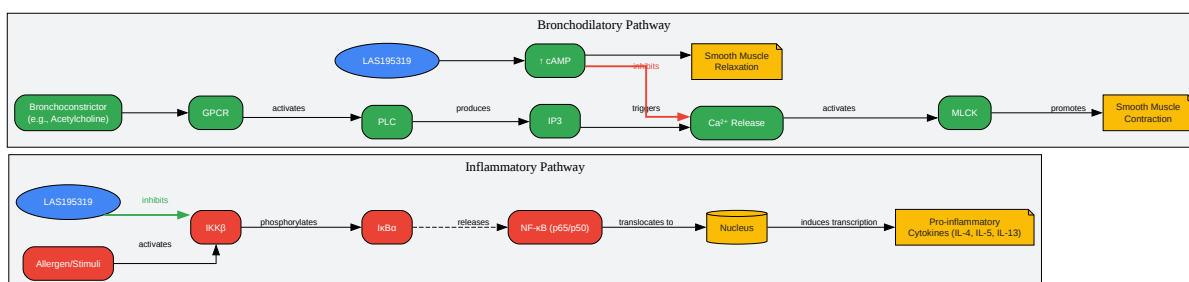 Bronchodilatory Pathway
LAS195319
↑ cAMP
inhibits
Smooth Muscle
Relaxation
Bronchoconstrictor
(e.g., Acetylcholine)
GPCR
activates
PLC
produces
IP3
triggers
Ca²⁺ Release
activates
MLCK
promotes
Smooth Muscle
Contraction
Inflammatory Pathway
LAS195319
inhibits
IKKβ
phosphorylates
IκBα
releases
NF-κB (p65/p50)
translocates to
Nucleus
induces transcription
Pro-inflammatory
Cytokines (IL-4, IL-5, IL-13)
activates
Allergen/Stimuli